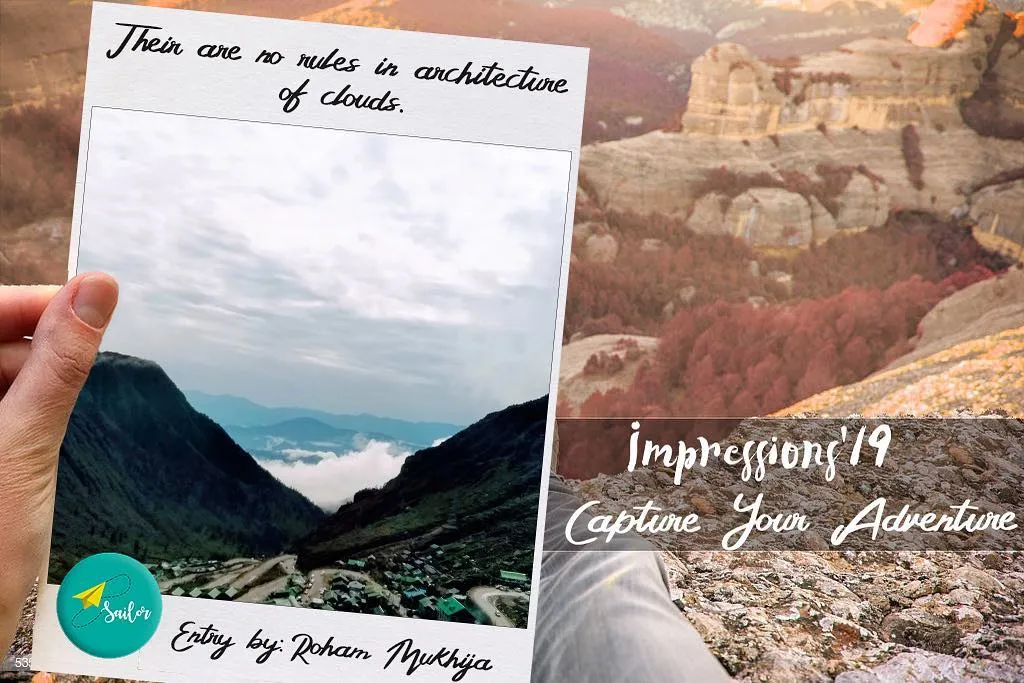 Their are no rules in architecture
of clouds.
Impressions'19
Capture Your Adventure
Sailor
Entry by: Roham Mukhija